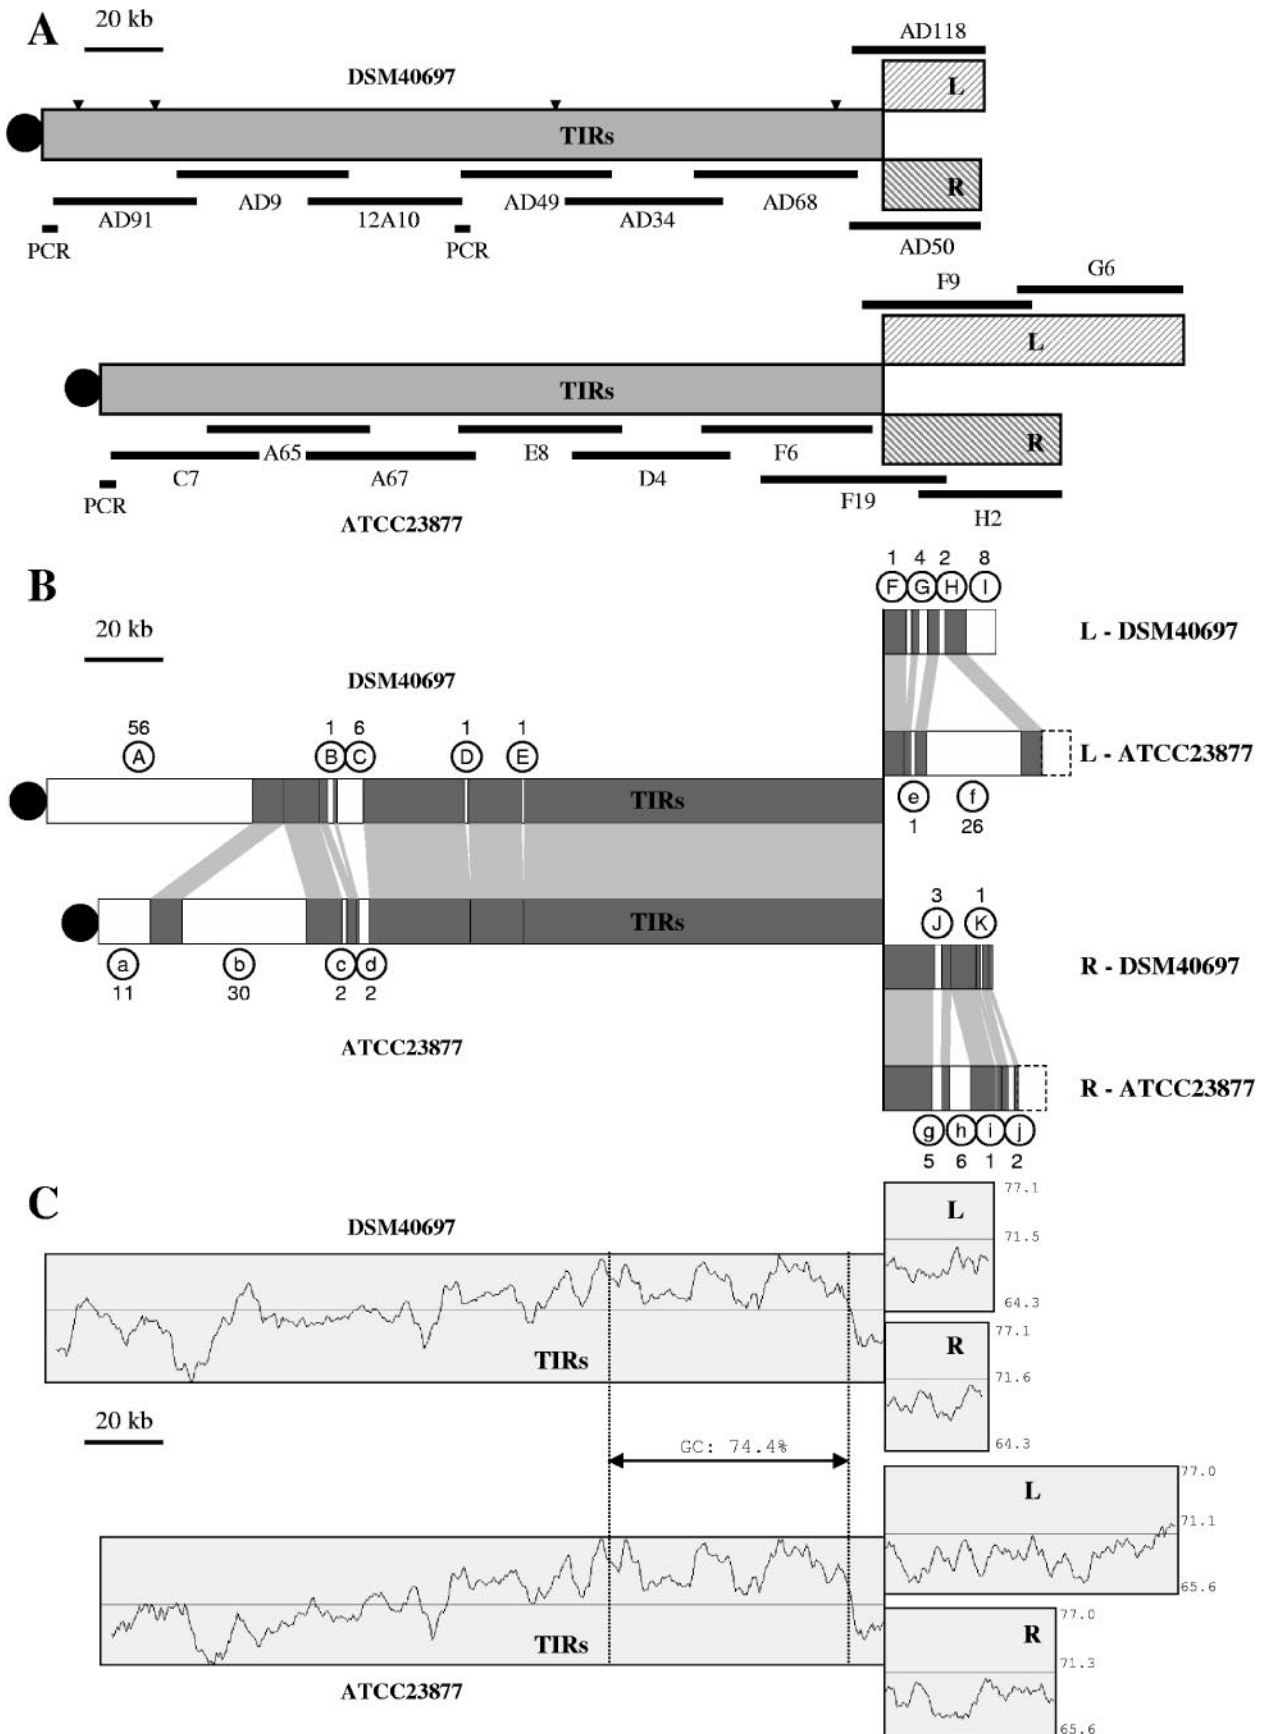 A
20 kb
DSM40697
AD118
L
TIRs
R
AD91
AD9
12A10
AD49
AD34
AD68
AD50
PCR
PCR
F9
G6
L
TIRs
R
C7
A65
A67
E8
D4
F6
F19
H2
PCR
ATCC23877
B
20 kb
DSM40697
1 4 2 8
F G H I
L - DSM40697
56 1 6 1 1
A B C D E
TIRs
L - ATCC23877
e f
1 26
TIRs
a b c d
11 30 2 2
3 1
J K
R - DSM40697
ATCC23877
R - ATCC23877
g h i j
5 6 1 2
C
DSM40697
L
77.1
71.5
64.3
TIRs
R
77.1
71.6
64.3
20 kb
GC: 74.4%
L
77.0
71.1
65.6
TIRs
R
77.0
71.3
65.6
ATCC23877